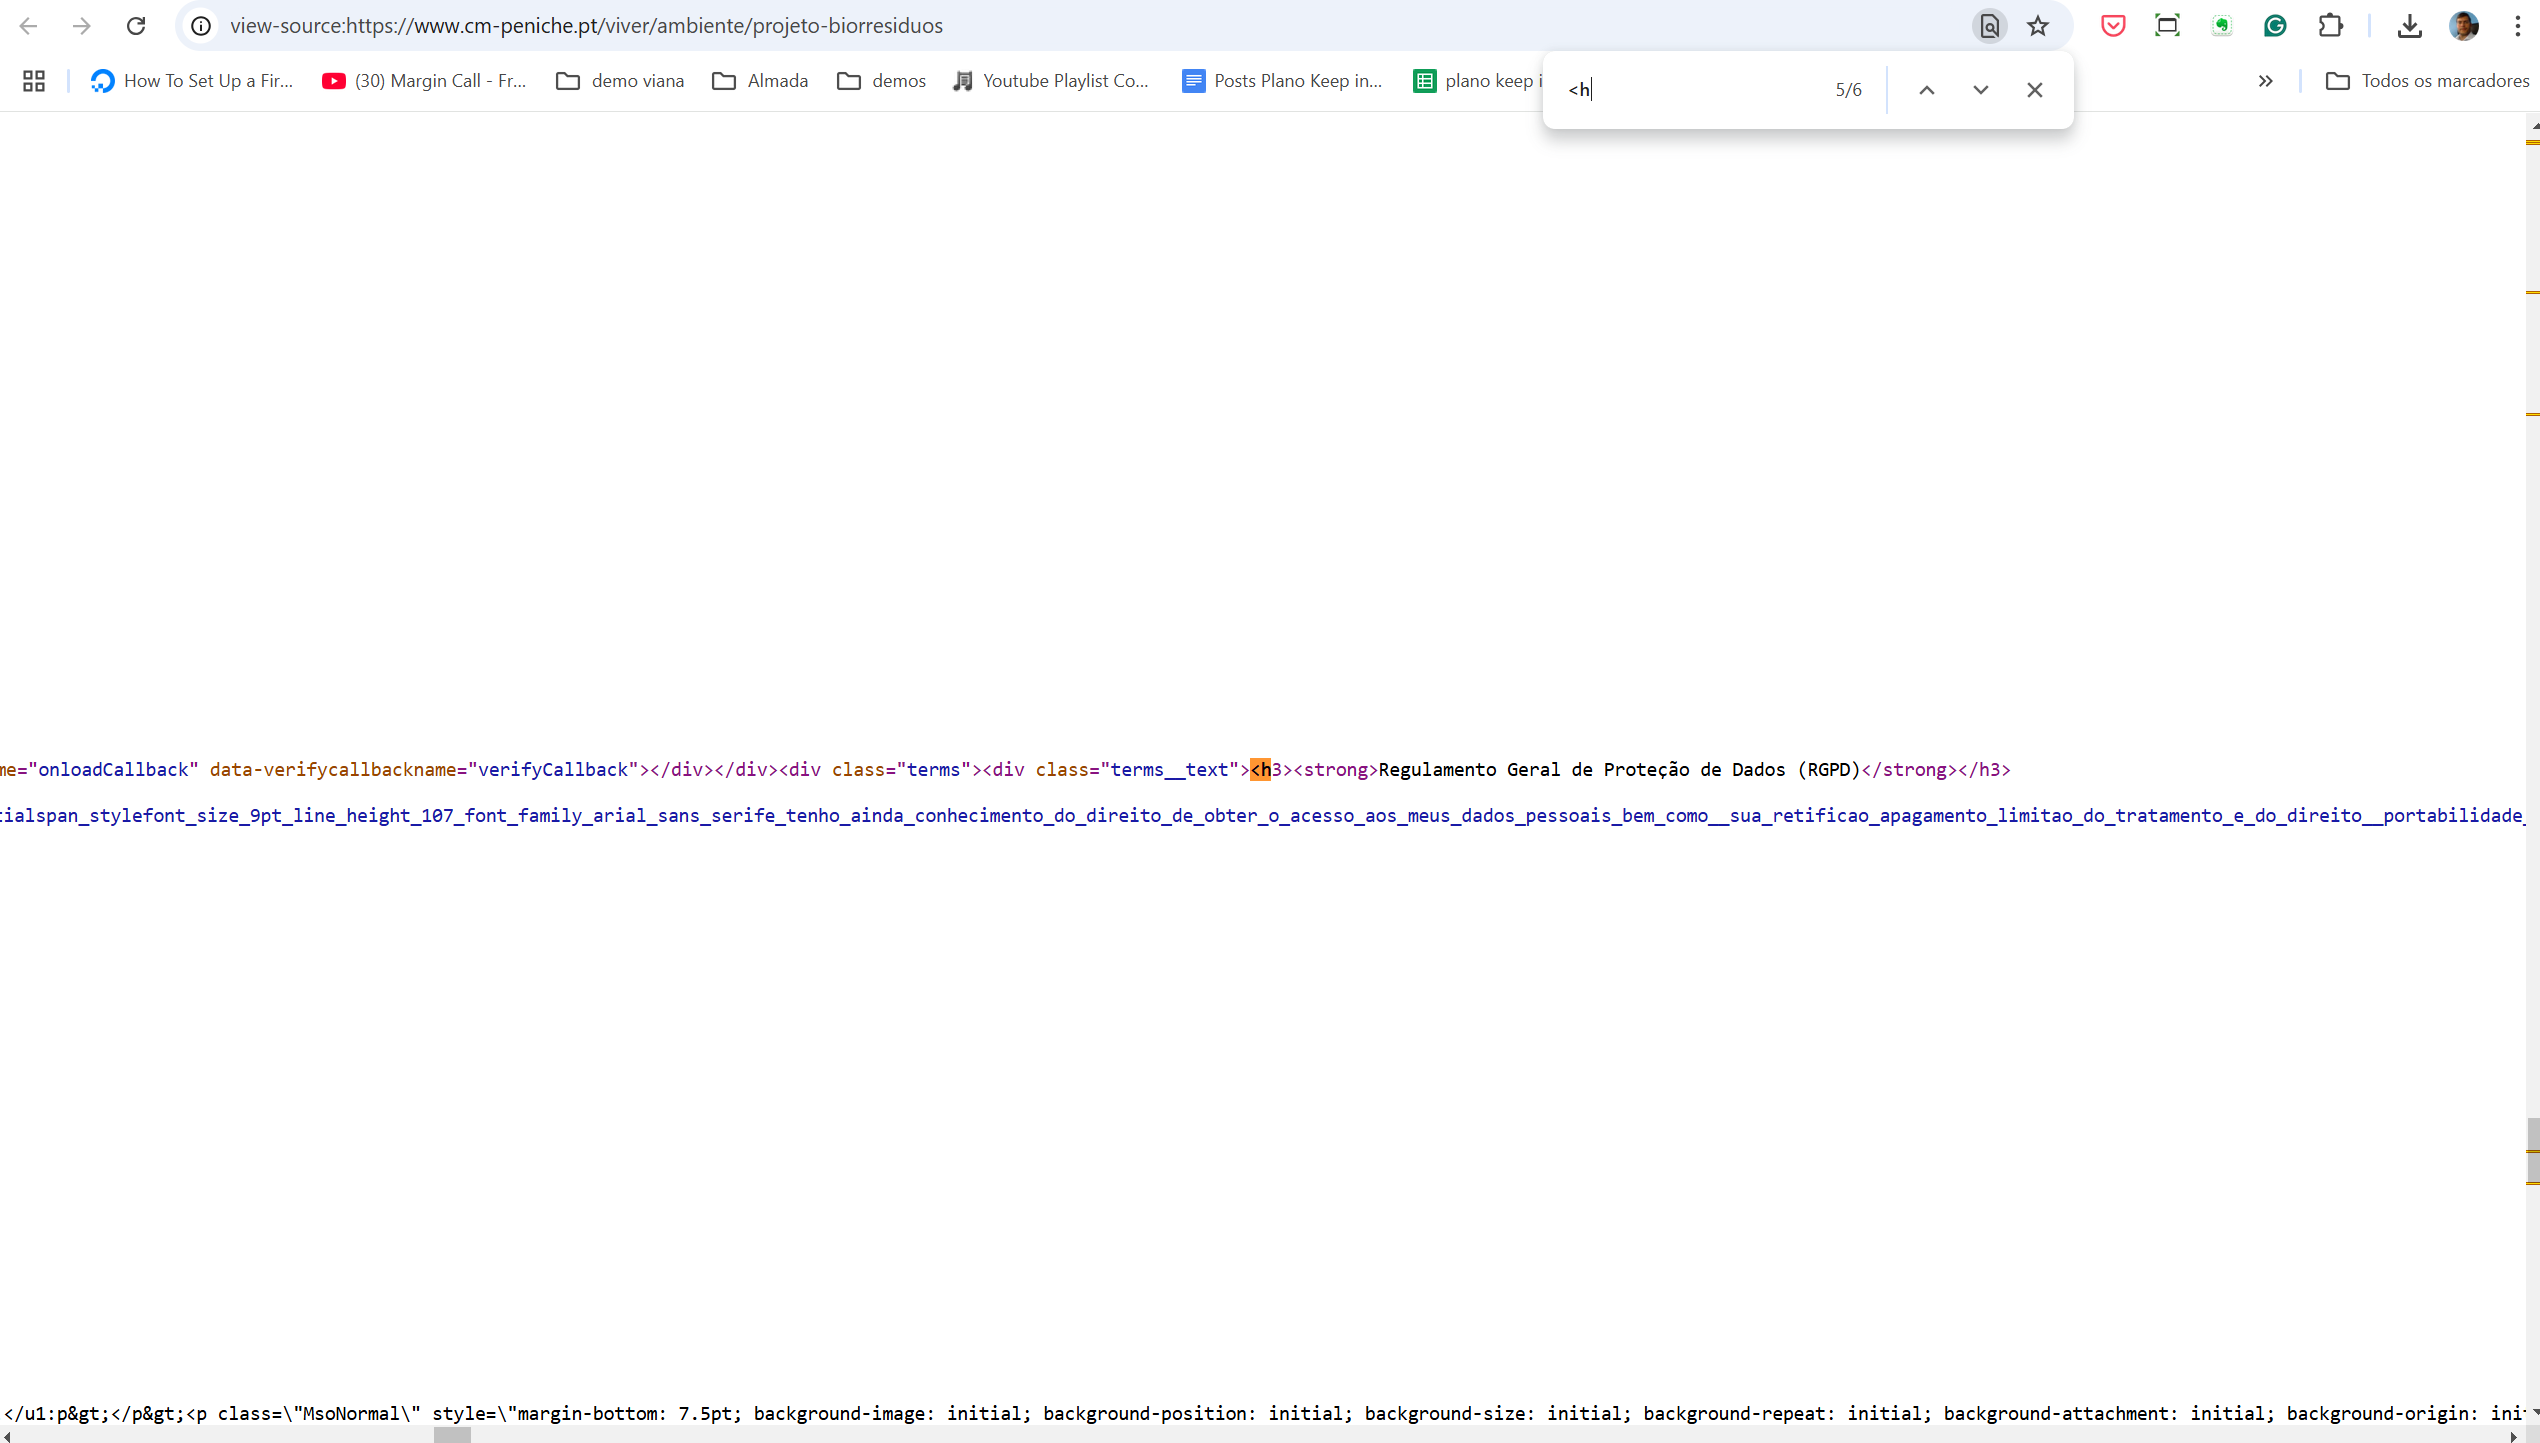 view-source:https://www.cm-peniche.pt/viver/ambiente/projeto-biorresiduos
How To Set Up a Fir... (30) Margin Call - Fr... demo viana Almada demos Youtube Playlist Co... Posts Plano Keep in... plano keep i Todos os marcadores
<h 5/6
me="onloadCallback" data-verifycallbackname="verifyCallback"></div></div><div class="terms"><div class="terms__text"><h3><strong>Regulamento Geral de Proteção de Dados (RGPD)</strong></h3>
tialspan_stylefont_size_9pt_line_height_107_font_family_arial_sans_serife_tenho_ainda_conhecimento_do_direito_de_obter_o_acesso_aos_meus_dados_pessoais_bem_como__sua_retificao_apagamento_limitao_do_tratamento_e_do_direito__portabilidade_
</u1:p&gt;</p&gt;<p class=\"MsoNormal\" style=\"margin-bottom: 7.5pt; background-image: initial; background-position: initial; background-size: initial; background-repeat: initial; background-attachment: initial; background-origin: init